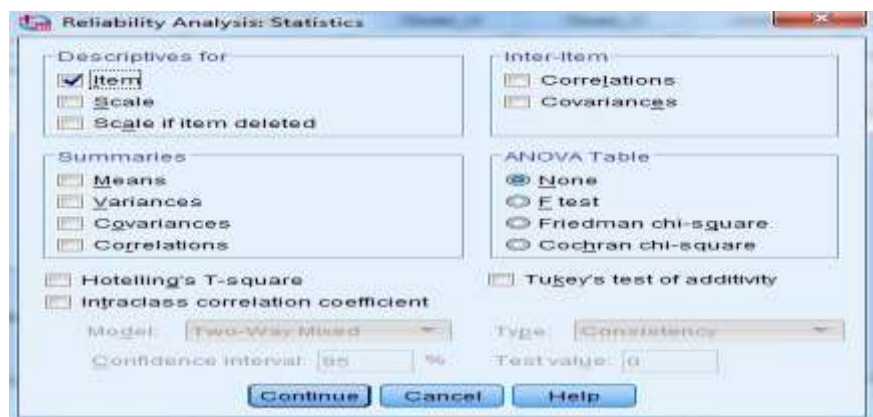 Reliability Analysis: Statistics
Descriptives for
Item
Scale
Scale if item deleted
Inter-Item
Correlations
Covariances
Summaries
Means
Variances
Covariances
Correlations
ANOVA Table
None
F test
Friedman chi-square
Cochran chi-square
Hotelling's T-square
Tukey's test of additivity
Intraclass correlation coefficient
Model: Two-Way Mixed
Type: Consistency
Confidence interval: 95 %
Test value: 0
Continue
Cancel
Help